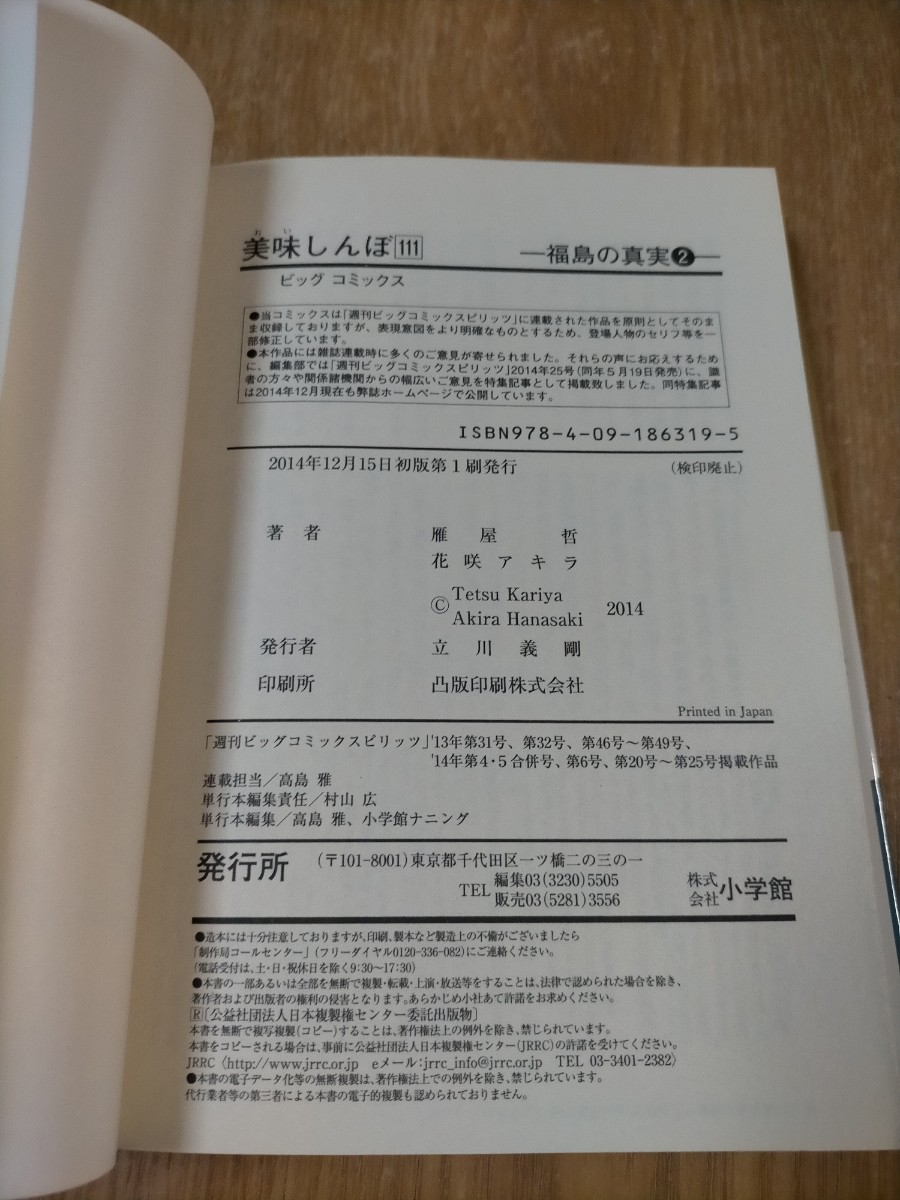 おい
美味しんぼ 111 ―福島の真実❷―
ビッグ コミックス
●当コミックスは「週刊ビッグコミックスピリッツ」に連載された作品を原則としてそのま
ま収録しておりますが、表現意図をより明確なものとするため、登場人物のセリフ等を一
部修正しています。
●本作品には雑誌連載時に多くのご意見が寄せられました。それらの声にお応えするため
に、編集部では「週刊ビッグコミックスピリッツ」2014年25号(同年5月19日発売)に、識
者の方々や関係諸機関からの幅広いご意見を特集記事として掲載致しました。同特集記事
は2014年12月現在も弊誌ホームページで公開しています。
ISBN978-4-09-186319-5
2014年12月15日初版第1刷発行 (検印廃止)
著者 雁屋 哲
花咲アキラ
©Tetsu Kariya
Akira Hanasaki 2014
発行者 立川義剛
印刷所 凸版印刷株式会社
Printed in Japan
「週刊ビッグコミックスピリッツ」'13年第31号、第32号、第46号〜第49号、
'14年第4・5合併号、第6号、第20号〜第25号掲載作品
連載担当/高島 雅
単行本編集責任/村山 広
単行本編集/高島 雅、小学館ナニング
発行所 (〒101-8001)東京都千代田区一ツ橋二の三の一
TEL 編集03(3230)5505
販売03(5281)3556
株式会社 小学館
●造本には十分注意しておりますが、印刷、製本など製造上の不備がございましたら
「制作局コールセンター」(フリーダイヤル0120-336-082)にご連絡ください。
(電話受付は、土・日・祝休日を除く9:30〜17:30)
●本書の一部あるいは全部を無断で複製・転載・上演・放送等をすることは、法律で認められた場合を除き、
著作者および出版者の権利の侵害となります。あらかじめ小社あて許諾をお求めください。
R〔公益社団法人日本複製権センター委託出版物〕
本書を無断で複写複製(コピー)することは、著作権法上の例外を除き、禁じられています。
本書をコピーされる場合は、事前に公益社団法人日本複製権センター(JRRC)の許諾を受けてください。
JRRC〈http://www.jrrc.or.jp eメール:jrrc_info@jrrc.or.jp TEL 03-3401-2382〉
●本書の電子データ化等の無断複製は、著作権法上での例外を除き、禁じられています。
代行業者等の第三者による本書の電子的複製も認められておりません。